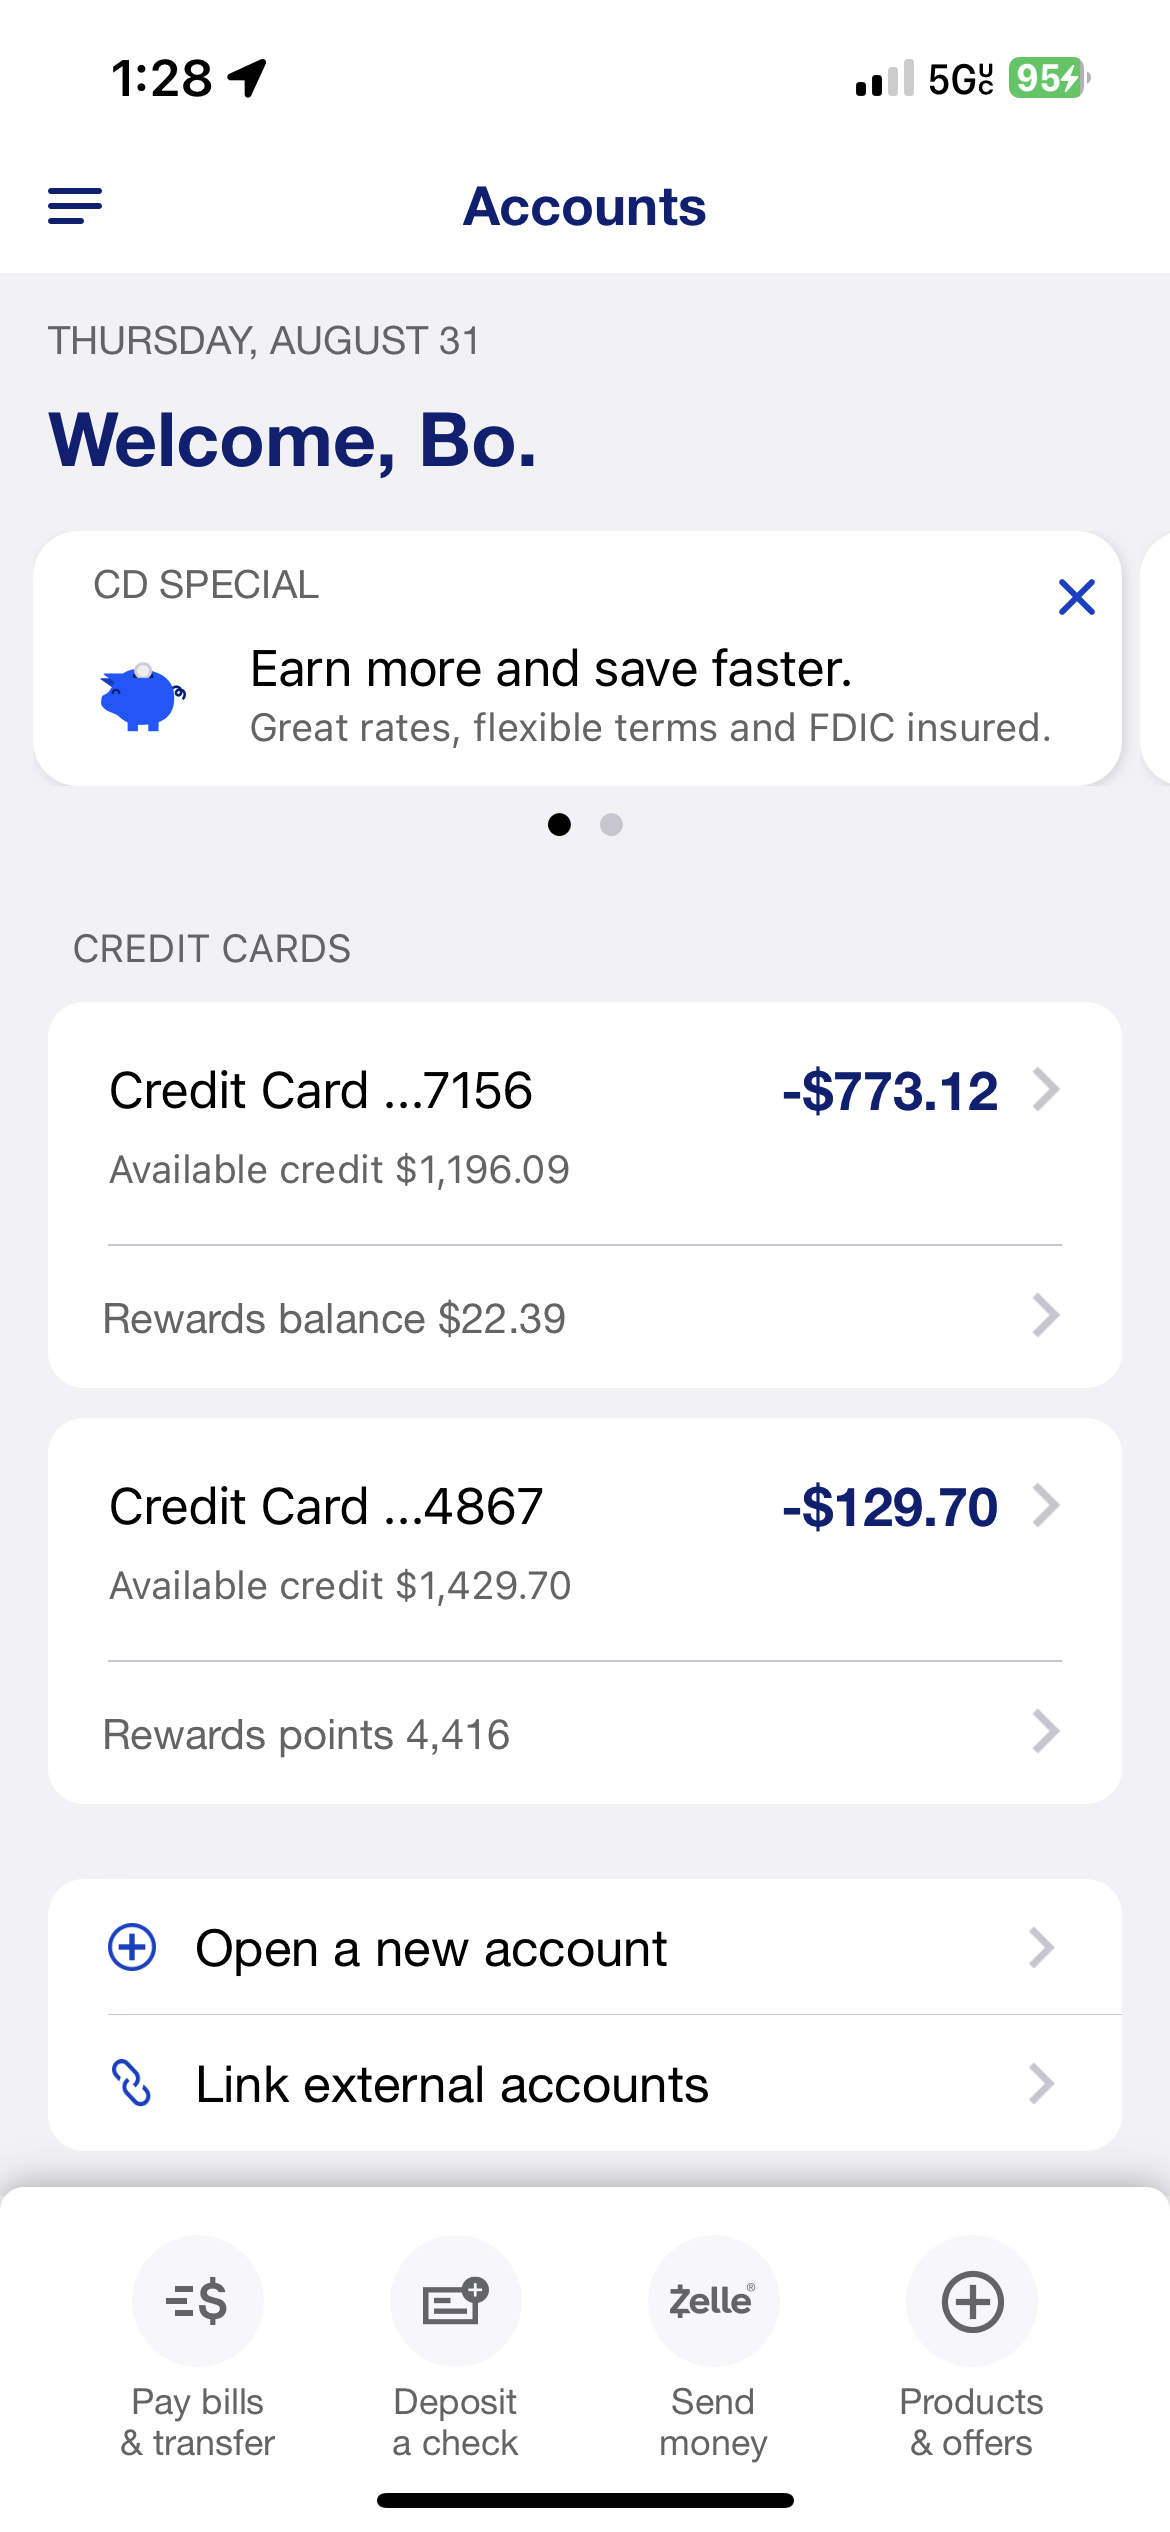 1:28
5GUC 95
Accounts
THURSDAY, AUGUST 31
Welcome, Bo.
CD SPECIAL
Earn more and save faster.
Great rates, flexible terms and FDIC insured.
CREDIT CARDS
Credit Card ...7156 -$773.12
Available credit $1,196.09
Rewards balance $22.39
Credit Card ...4867 -$129.70
Available credit $1,429.70
Rewards points 4,416
Open a new account
Link external accounts
Zelle®
Pay bills
& transfer
Deposit
a check
Send
money
Products
& offers